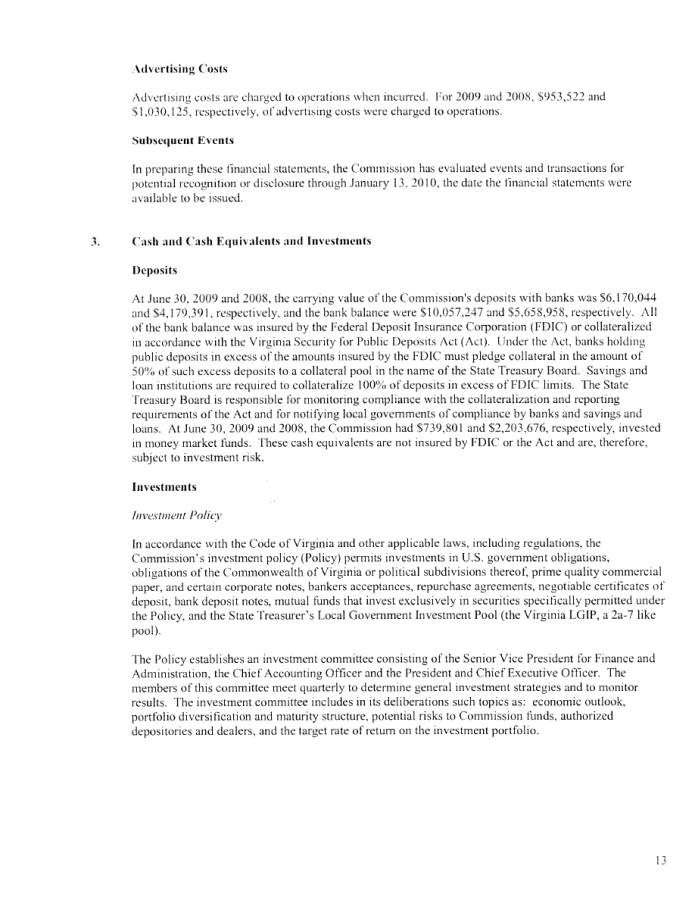 Advertising Costs
Advertising costs are charged to operations when incurred. For 2009 and 2008, $953,522 and
$1,030,125, respectively, of advertising costs were charged to operations.
Subsequent Events
In preparing these financial statements, the Commission has evaluated events and transactions for
potential recognition or disclosure through January 13, 2010, the date the financial statements were
available to be issued.
3. Cash and Cash Equivalents and Investments
Deposits
At June 30, 2009 and 2008, the carrying value of the Commission's deposits with banks was $6,170,044
and $4,179,391, respectively, and the bank balance were $10,057,247 and $5,658,958, respectively. All
of the bank balance was insured by the Federal Deposit Insurance Corporation (FDIC) or collateralized
in accordance with the Virginia Security for Public Deposits Act (Act). Under the Act, banks holding
public deposits in excess of the amounts insured by the FDIC must pledge collateral in the amount of
50% of such excess deposits to a collateral pool in the name of the State Treasury Board. Savings and
loan institutions are required to collateralize 100% of deposits in excess of FDIC limits. The State
Treasury Board is responsible for monitoring compliance with the collateralization and reporting
requirements of the Act and for notifying local governments of compliance by banks and savings and
loans. At June 30, 2009 and 2008, the Commission had $739,801 and $2,203,676, respectively, invested
in money market funds. These cash equivalents are not insured by FDIC or the Act and are, therefore,
subject to investment risk.
Investments
Investment Policy
In accordance with the Code of Virginia and other applicable laws, including regulations, the
Commission's investment policy (Policy) permits investments in U.S. government obligations,
obligations of the Commonwealth of Virginia or political subdivisions thereof, prime quality commercial
paper, and certain corporate notes, bankers acceptances, repurchase agreements, negotiable certificates of
deposit, bank deposit notes, mutual funds that invest exclusively in securities specifically permitted under
the Policy, and the State Treasurer's Local Government Investment Pool (the Virginia LGIP, a 2a-7 like
pool).
The Policy establishes an investment committee consisting of the Senior Vice President for Finance and
Administration, the Chief Accounting Officer and the President and Chief Executive Officer. The
members of this committee meet quarterly to determine general investment strategies and to monitor
results. The investment committee includes in its deliberations such topics as: economic outlook,
portfolio diversification and maturity structure, potential risks to Commission funds, authorized
depositories and dealers, and the target rate of return on the investment portfolio.
13